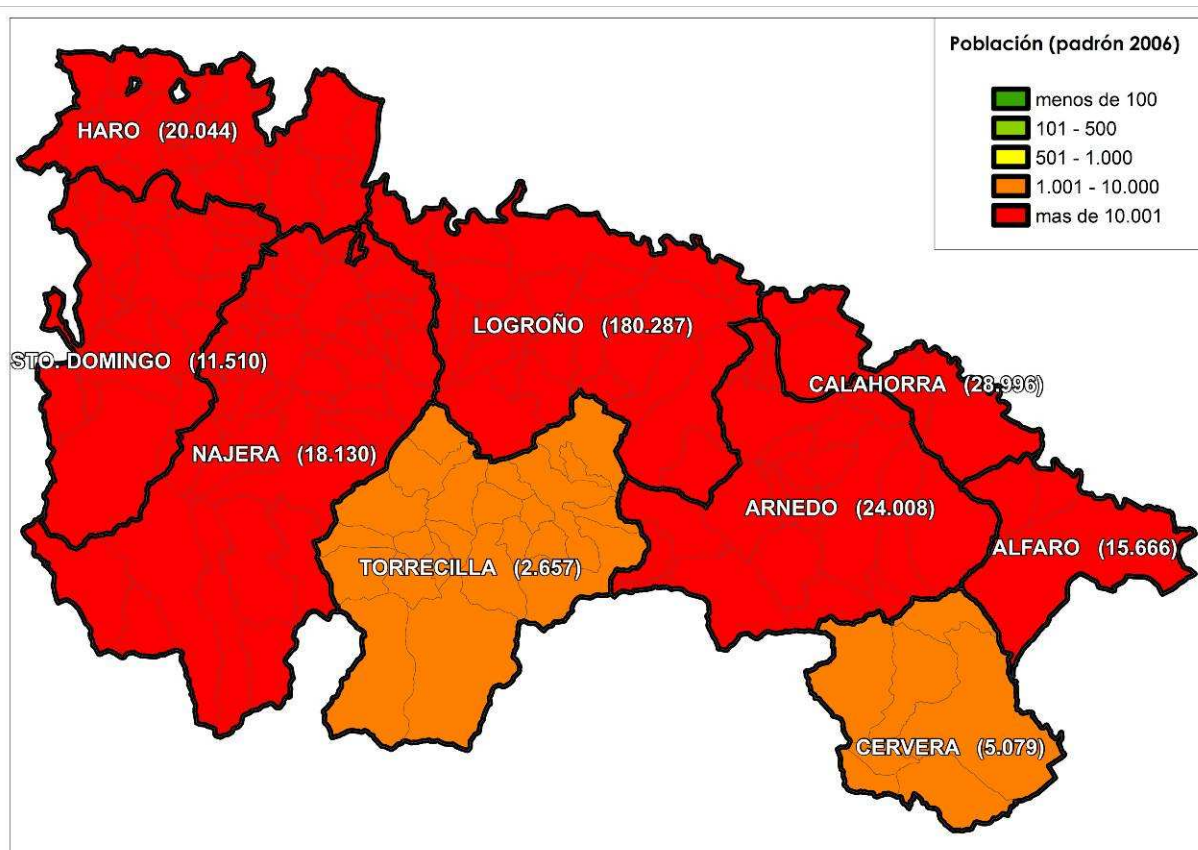 Población (padrón 2006)
menos de 100
101 - 500
501 - 1.000
1.001 - 10.000
mas de 10.001
HARO (20.044)
LOGROÑO (180.287)
STO. DOMINGO (11.510)
CALAHORRA (28.996)
NAJERA (18.130)
ARNEDO (24.008)
ALFARO (15.666)
TORRECILLA (2.657)
CERVERA (5.079)